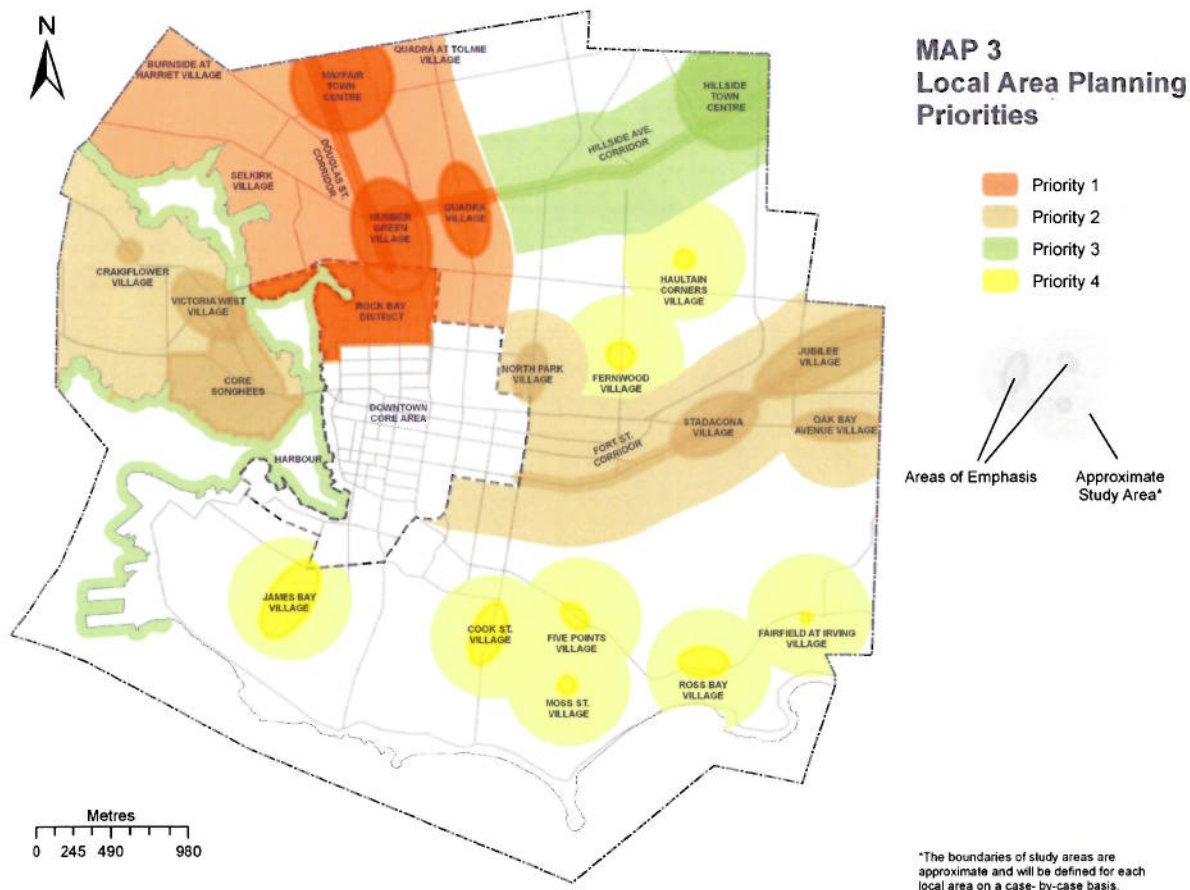 N
BURNSIDE AT
HARRIET VILLAGE
MAYFAIR
TOWN
CENTRE
QUADRA AT TOLMIE
VILLAGE
HILLSIDE
TOWN
CENTRE
HILLSIDE AVE.
CORRIDOR
DOUGLAS ST.
CORRIDOR
SELKIRK
VILLAGE
HUMBER
GREEN
VILLAGE
QUADRA
VILLAGE
CRAIGFLOWER
VILLAGE
VICTORIA WEST
VILLAGE
ROCK BAY
DISTRICT
HAULTAIN
CORNERS
VILLAGE
CORE
SONGHEES
NORTH PARK
VILLAGE
FERNWOOD
VILLAGE
JUBILEE
VILLAGE
DOWNTOWN
CORE AREA
STADACONA
VILLAGE
OAK BAY
AVENUE VILLAGE
FORT ST.
CORRIDOR
HARBOUR
JAMES BAY
VILLAGE
COOK ST.
VILLAGE
FIVE POINTS
VILLAGE
FAIRFIELD AT IRVING
VILLAGE
MOSS ST.
VILLAGE
ROSS BAY
VILLAGE
Metres
0 245 490 980
MAP 3
Local Area Planning
Priorities
Priority 1
Priority 2
Priority 3
Priority 4
Areas of Emphasis
Approximate
Study Area*
*The boundaries of study areas are
approximate and will be defined for each
local area on a case- by-case basis.